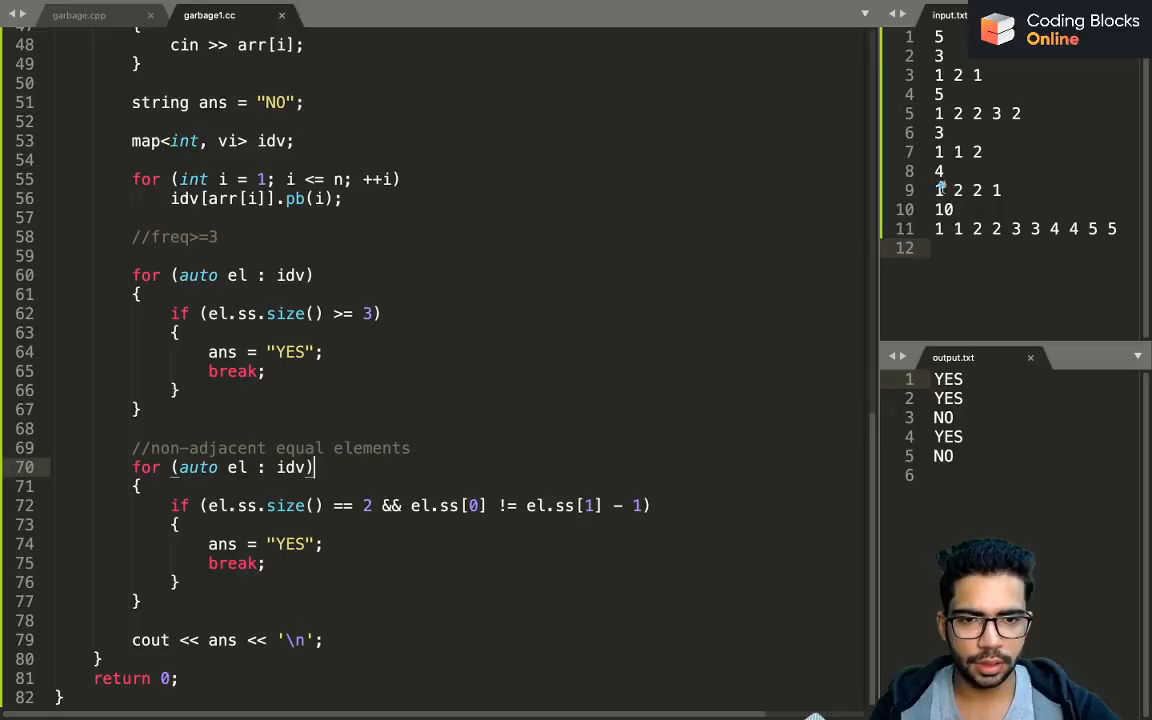 garbage.cpp
garbage1.cc
48 cin >> arr[i];
49 }
50
51 string ans = "NO";
52
53 map<int, vi> idv;
54
55 for (int i = 1; i <= n; ++i)
56 idv[arr[i]].pb(i);
57
58 //freq>=3
59
60 for (auto el : idv)
61 {
62 if (el.ss.size() >= 3)
63 {
64 ans = "YES";
65 break;
66 }
67 }
68
69 //non-adjacent equal elements
70 for (auto el : idv)
71 {
72 if (el.ss.size() == 2 && el.ss[0] != el.ss[1] - 1)
73 {
74 ans = "YES";
75 break;
76 }
77 }
78
79 cout << ans << '\n';
80 }
81 return 0;
82 }
input.txt
Coding Blocks
Online
1 5
2 3
3 1 2 1
4 5
5 1 2 2 3 2
6 3
7 1 1 2
8 4
9 1 2 2 1
10 10
11 1 1 2 2 3 3 4 4 5 5
12
output.txt
1 YES
2 YES
3 NO
4 YES
5 NO
6